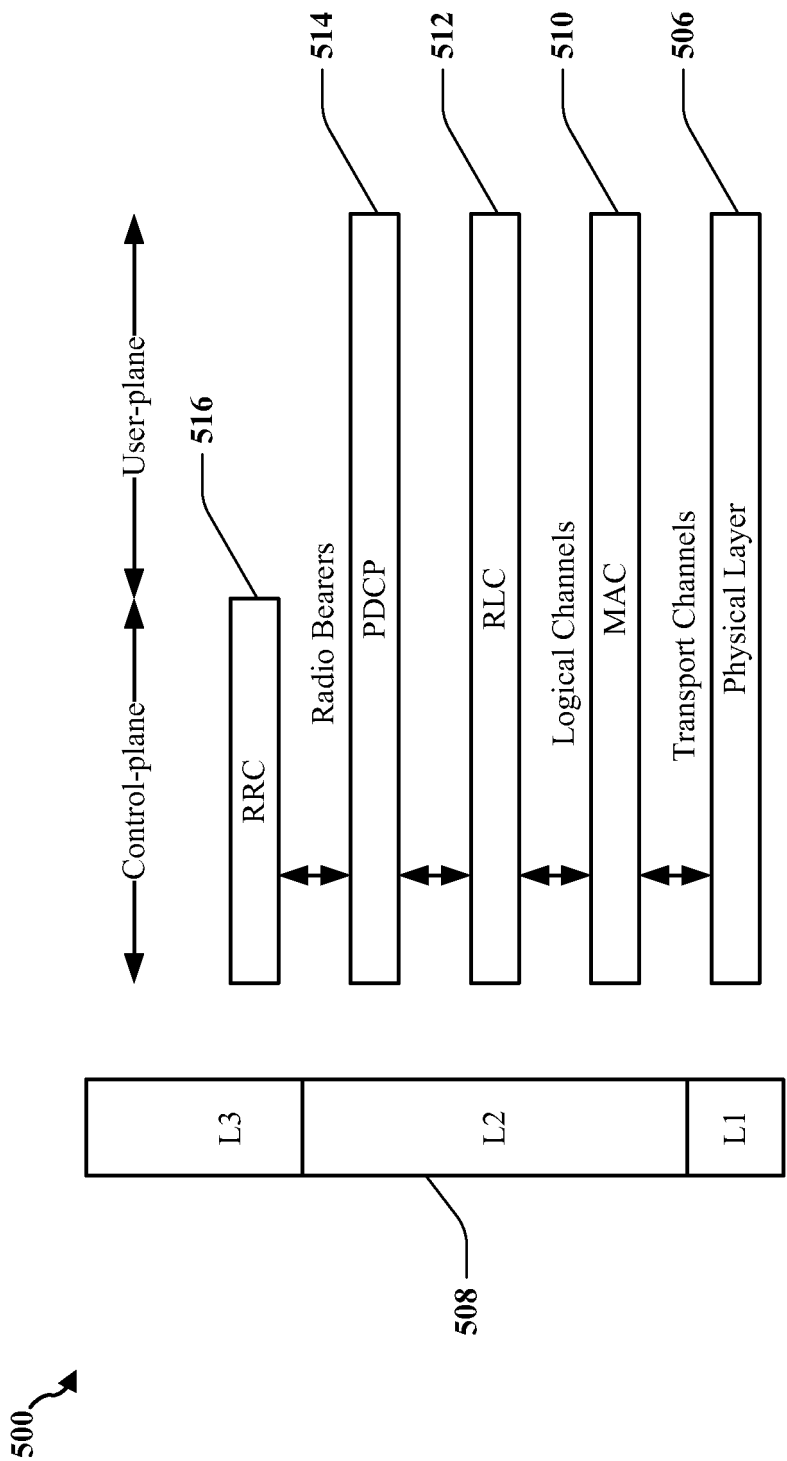 500
Control-plane
User-plane
516
L3
RRC
Radio Bearers
514
PDCP
L2
512
RLC
508
Logical Channels
510
MAC
Transport Channels
506
L1
Physical Layer